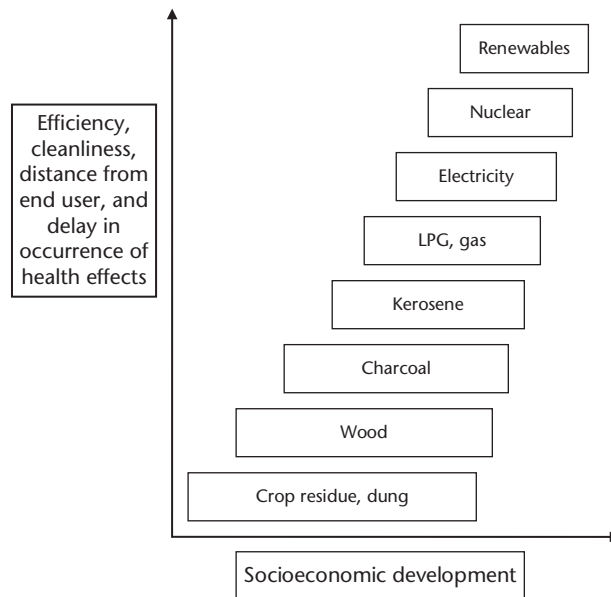 Renewables
Nuclear
Efficiency,
cleanliness,
distance from
end user, and
delay in
occurrence of
health effects
Electricity
LPG, gas
Kerosene
Charcoal
Wood
Crop residue, dung
Socioeconomic development